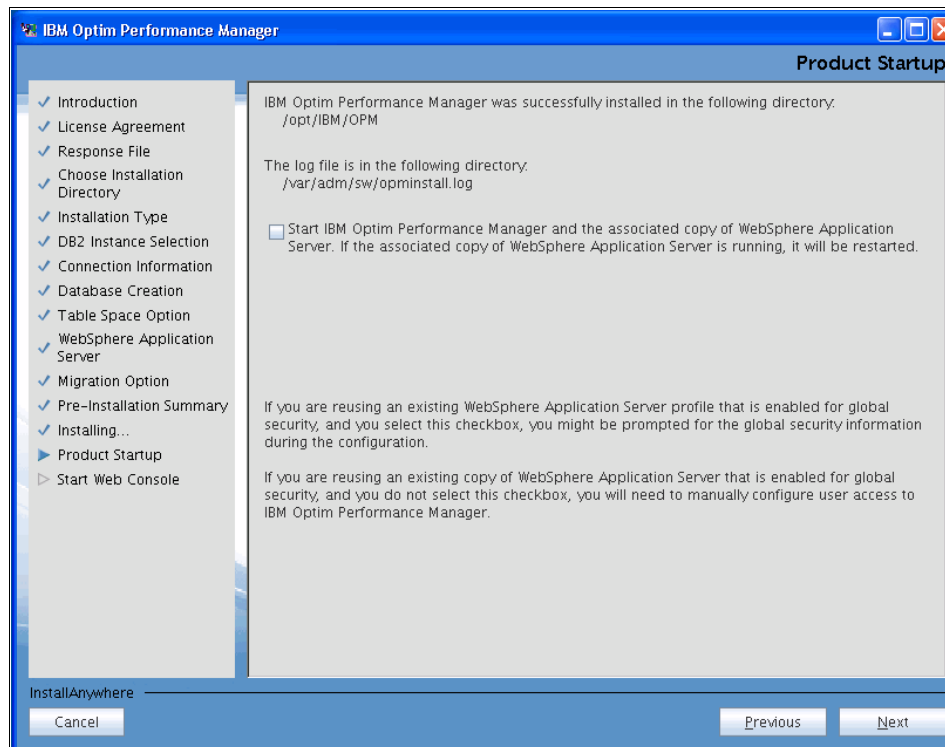 IBM Optim Performance Manager
Product Startup
Introduction
License Agreement
Response File
Choose Installation
Directory
Installation Type
DB2 Instance Selection
Connection Information
Database Creation
Table Space Option
WebSphere Application
Server
Migration Option
Pre-Installation Summary
Installing...
Product Startup
Start Web Console
IBM Optim Performance Manager was successfully installed in the following directory:
/opt/IBM/OPM
The log file is in the following directory:
/var/adm/sw/opminstall.log
Start IBM Optim Performance Manager and the associated copy of WebSphere Application
Server. If the associated copy of WebSphere Application Server is running, it will be restarted.
If you are reusing an existing WebSphere Application Server profile that is enabled for global
security, and you select this checkbox, you might be prompted for the global security information
during the configuration.
If you are reusing an existing copy of WebSphere Application Server that is enabled for global
security, and you do not select this checkbox, you will need to manually configure user access to
IBM Optim Performance Manager.
InstallAnywhere
Cancel
Previous
Next